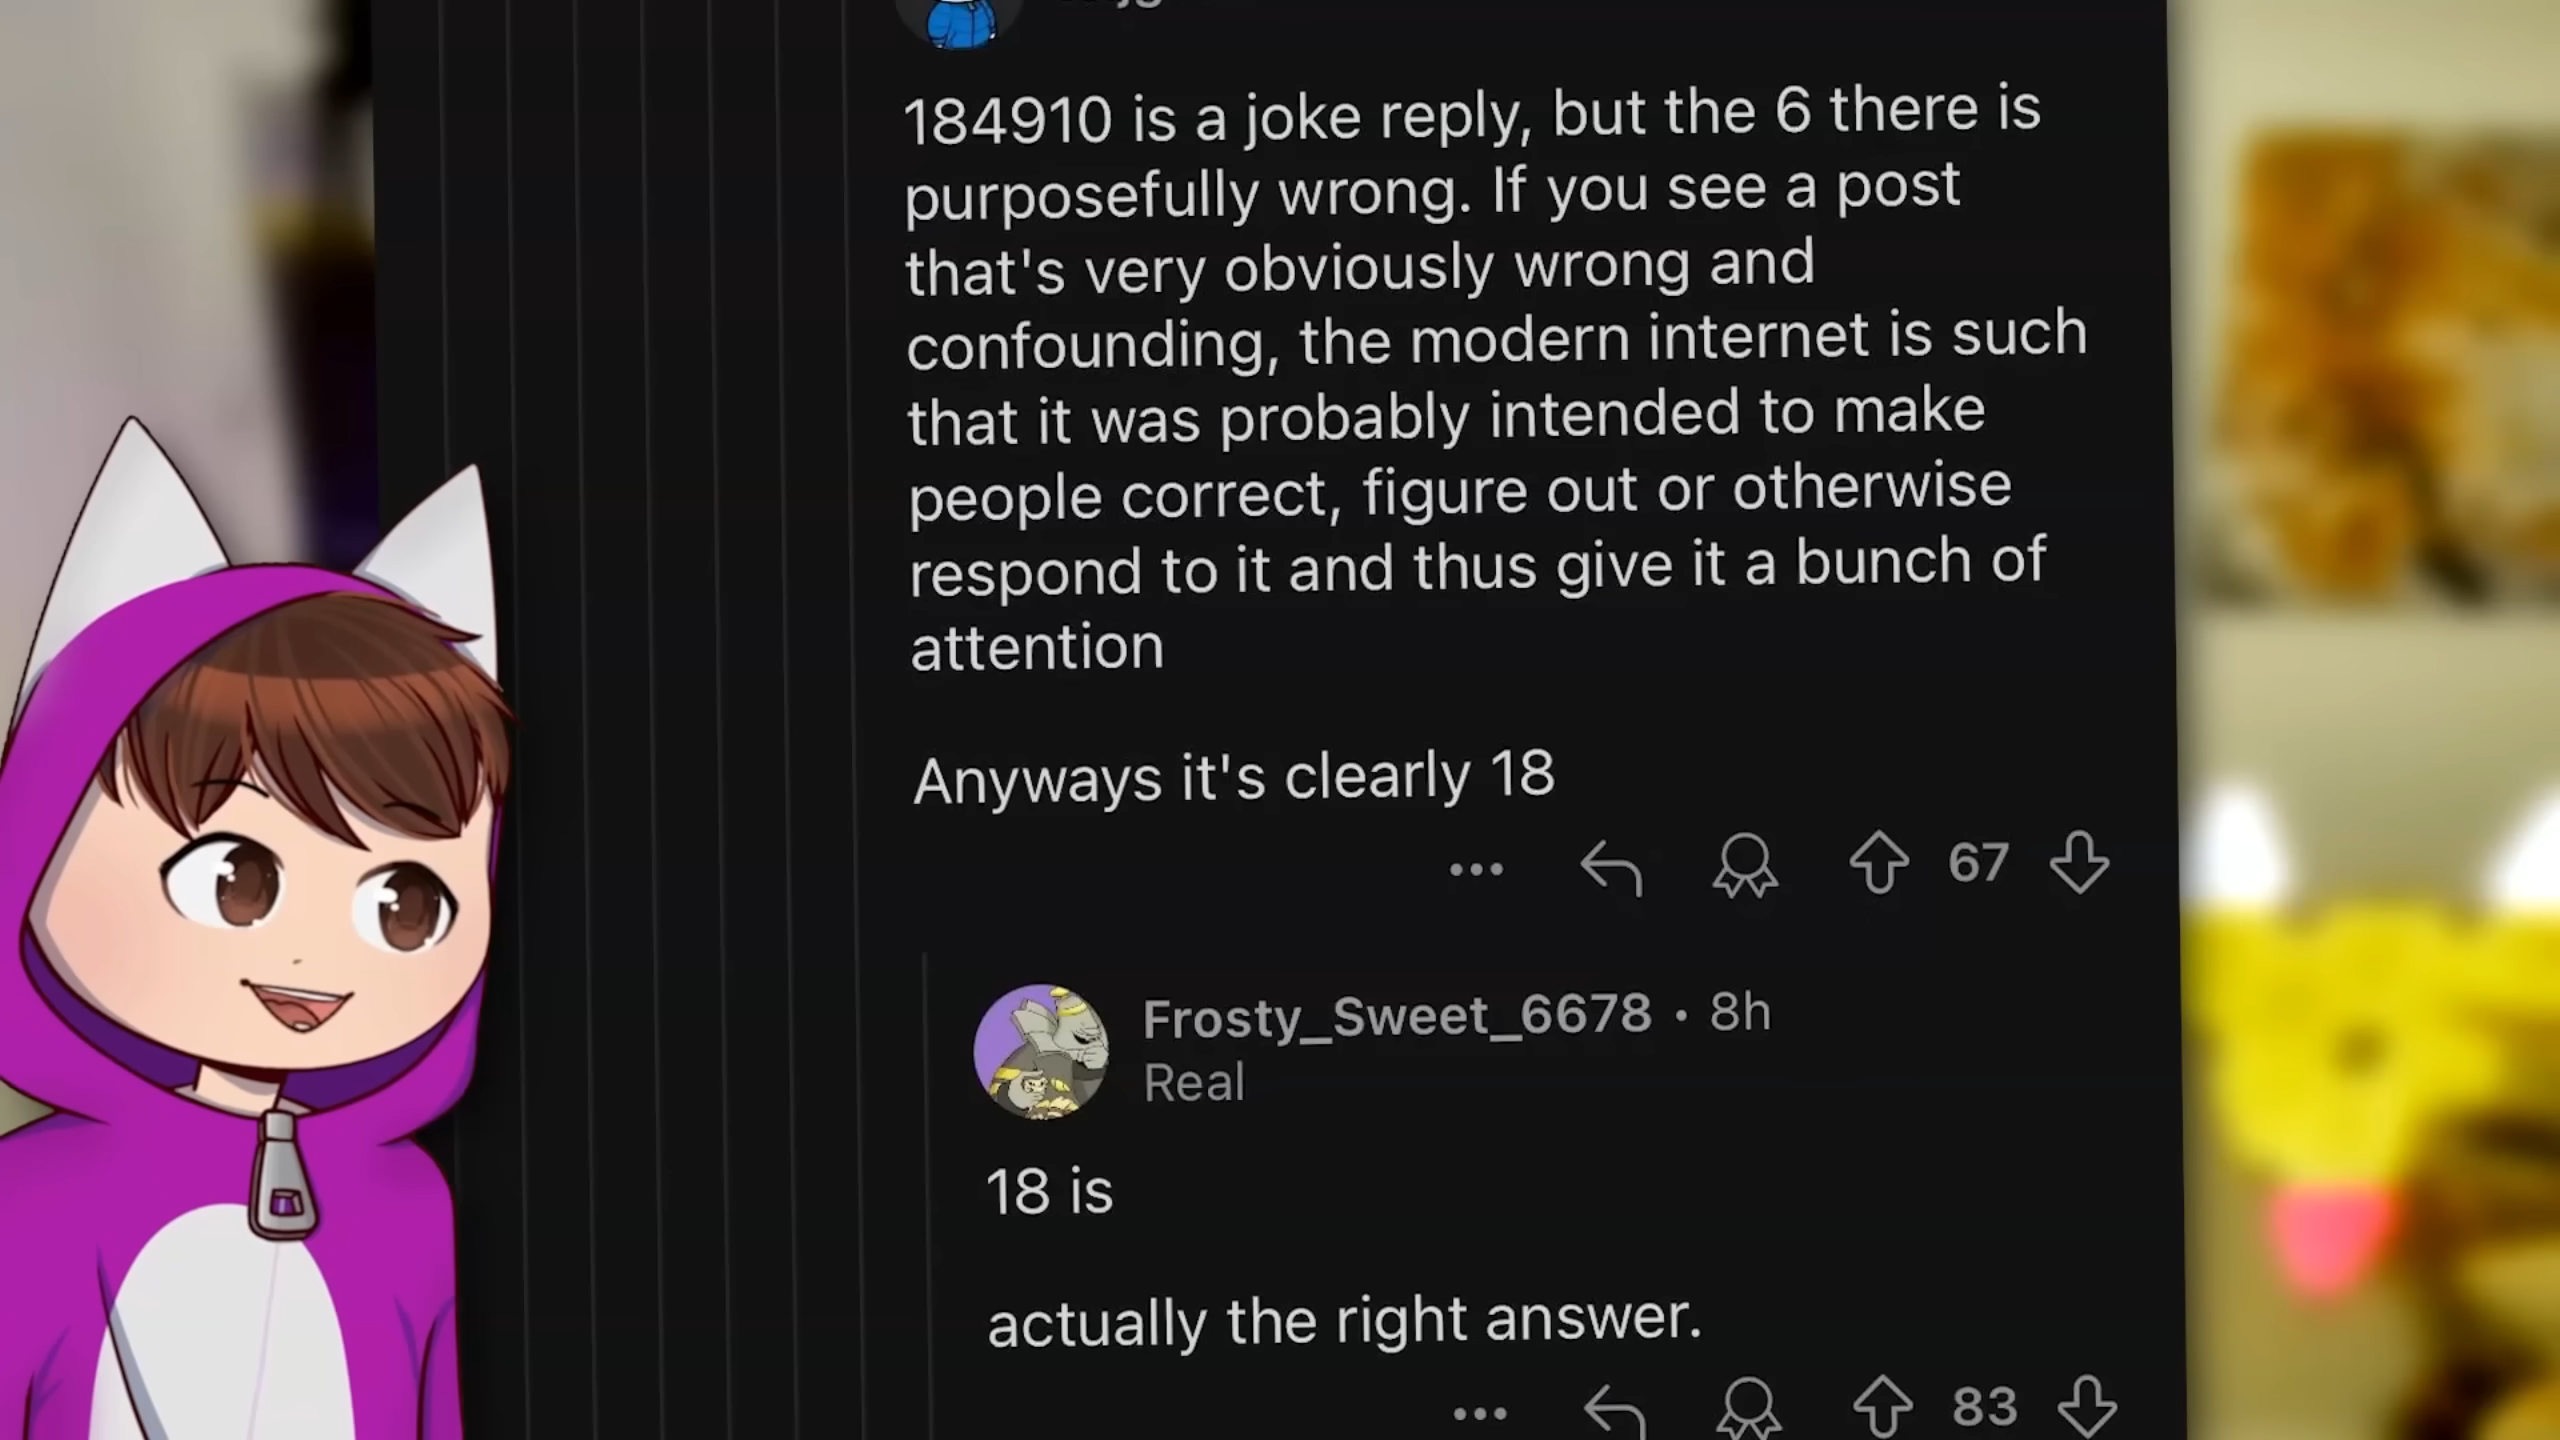 184910 is a joke reply, but the 6 there is
purposefully wrong. If you see a post
that's very obviously wrong and
confounding, the modern internet is such
that it was probably intended to make
people correct, figure out or otherwise
respond to it and thus give it a bunch of
attention
Anyways it's clearly 18
67
Frosty_Sweet_6678 • 8h
Real
18 is
actually the right answer.
83